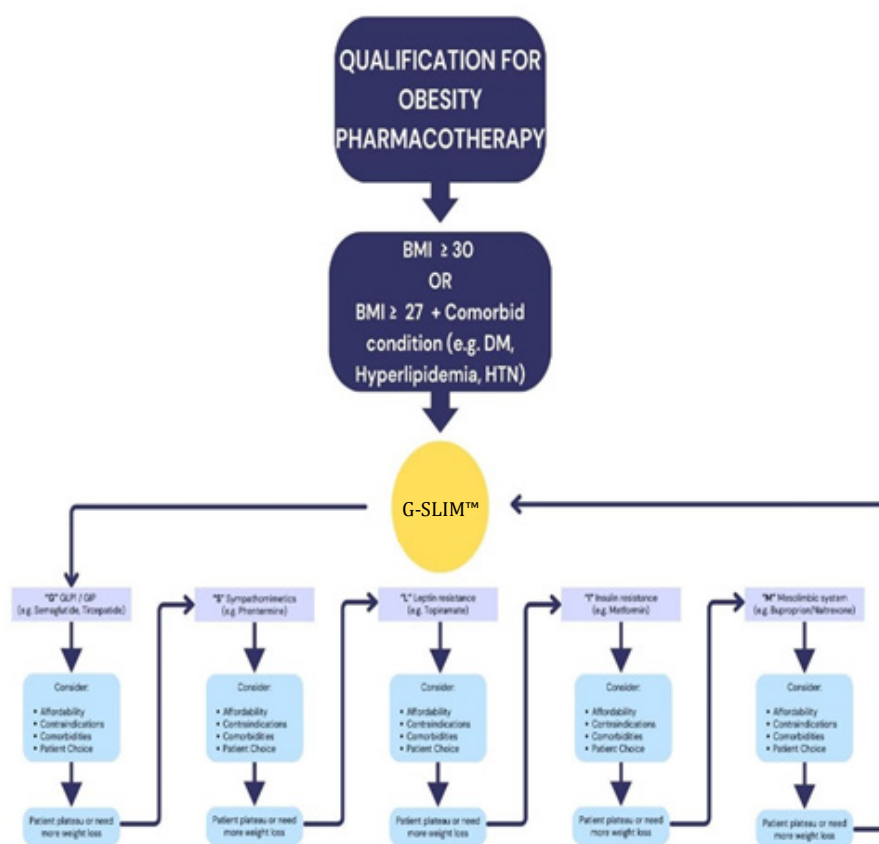 QUALIFICATION FOR
OBESITY
PHARMACOTHERAPY
BMI ≥ 30
OR
BMI ≥ 27 + Comorbid
condition (e.g. DM,
Hyperlipidemia, HTN)
G-SLIM™
"G" GLP1 / GIP
(e.g. Semaglutide, Tirzepatide)
"S" Sympathomimetics
(e.g. Phentermine)
"L" Leptin resistance
(e.g. Topiramate)
"I" Insulin resistance
(e.g. Metformin)
"M" Mesolimbic system
(e.g. Buproprion/Naltrexone)
Consider:
• Affordability
• Contraindications
• Comorbidities
• Patient Choice
Consider:
• Affordability
• Contraindications
• Comorbidities
• Patient Choice
Consider:
• Affordability
• Contraindications
• Comorbidities
• Patient Choice
Consider:
• Affordability
• Contraindications
• Comorbidities
• Patient Choice
Consider:
• Affordability
• Contraindications
• Comorbidities
• Patient Choice
Patient plateau or need
more weight loss
Patient plateau or need
more weight loss
Patient plateau or need
more weight loss
Patient plateau or need
more weight loss
Patient plateau or need
more weight loss